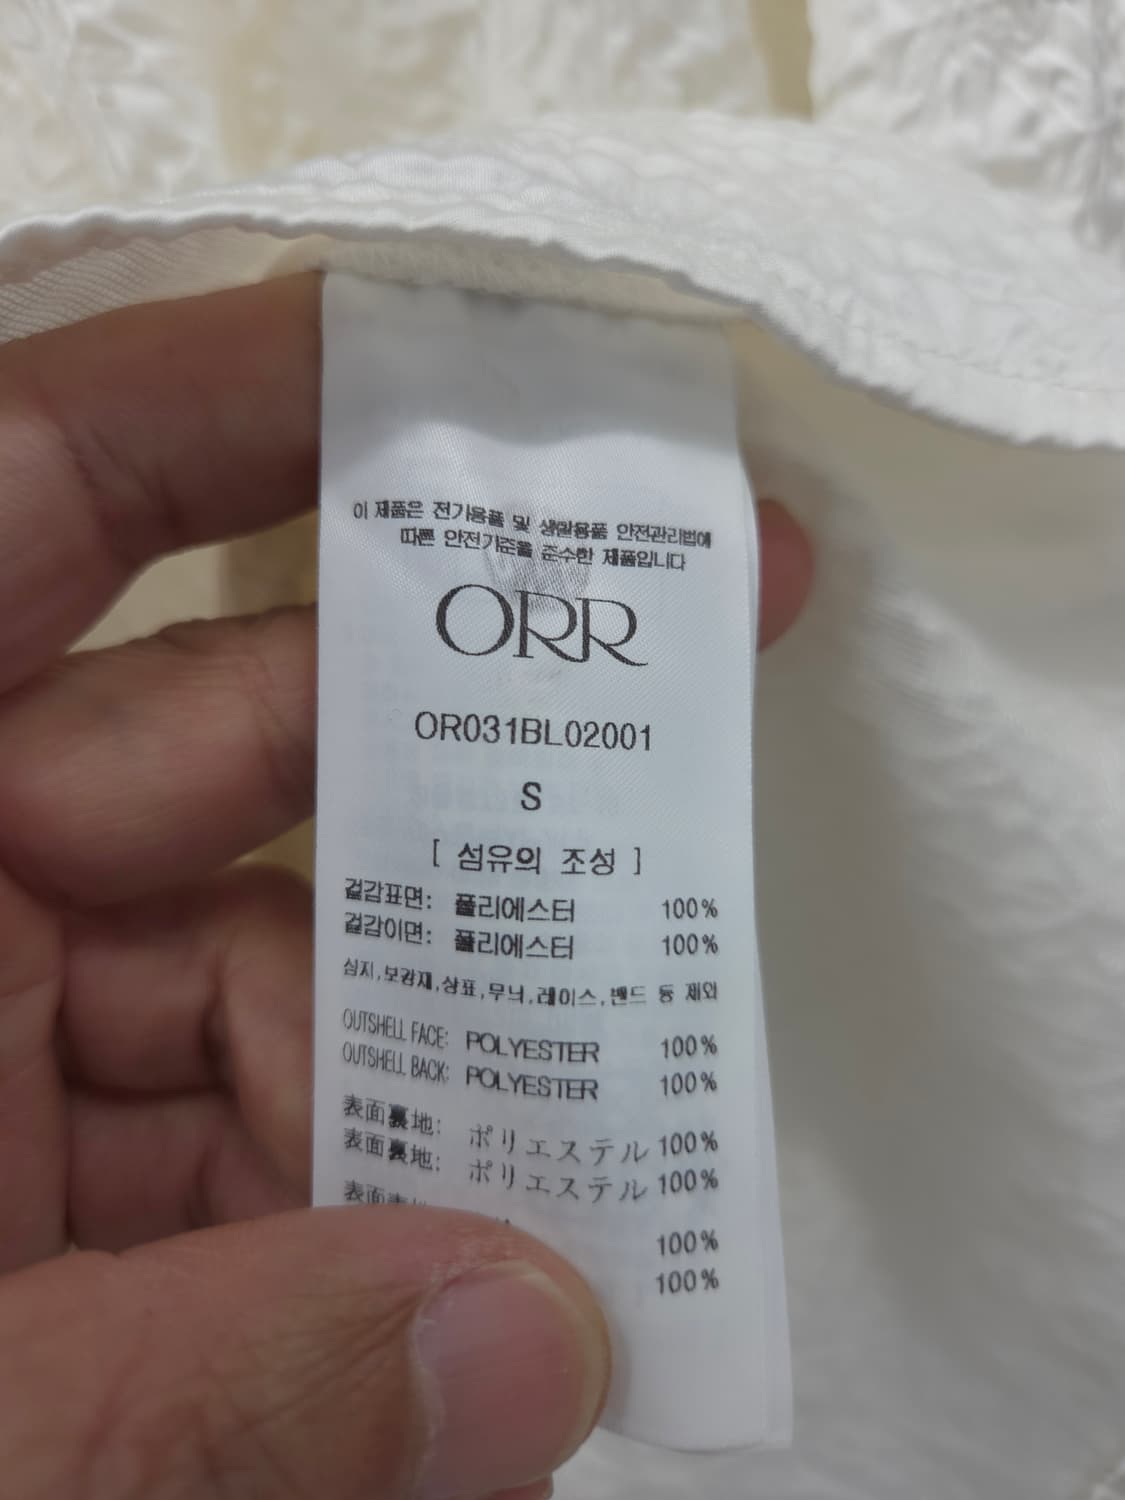 이 제품은 전기용품 및 생활용품 안전관리법에
따른 안전기준을 준수한 제품입니다
ORR
OR031BL02001
S
[ 섬유의 조성 ]
겉감표면: 폴리에스터 100%
겉감이면: 폴리에스터 100%
심지,보강재,상표,무늬,레이스,밴드 등 제외
OUTSHELL FACE: POLYESTER 100%
OUTSHELL BACK: POLYESTER 100%
表面裏地: ポリエステル 100%
表面裏地: ポリエステル 100%
100%
100%